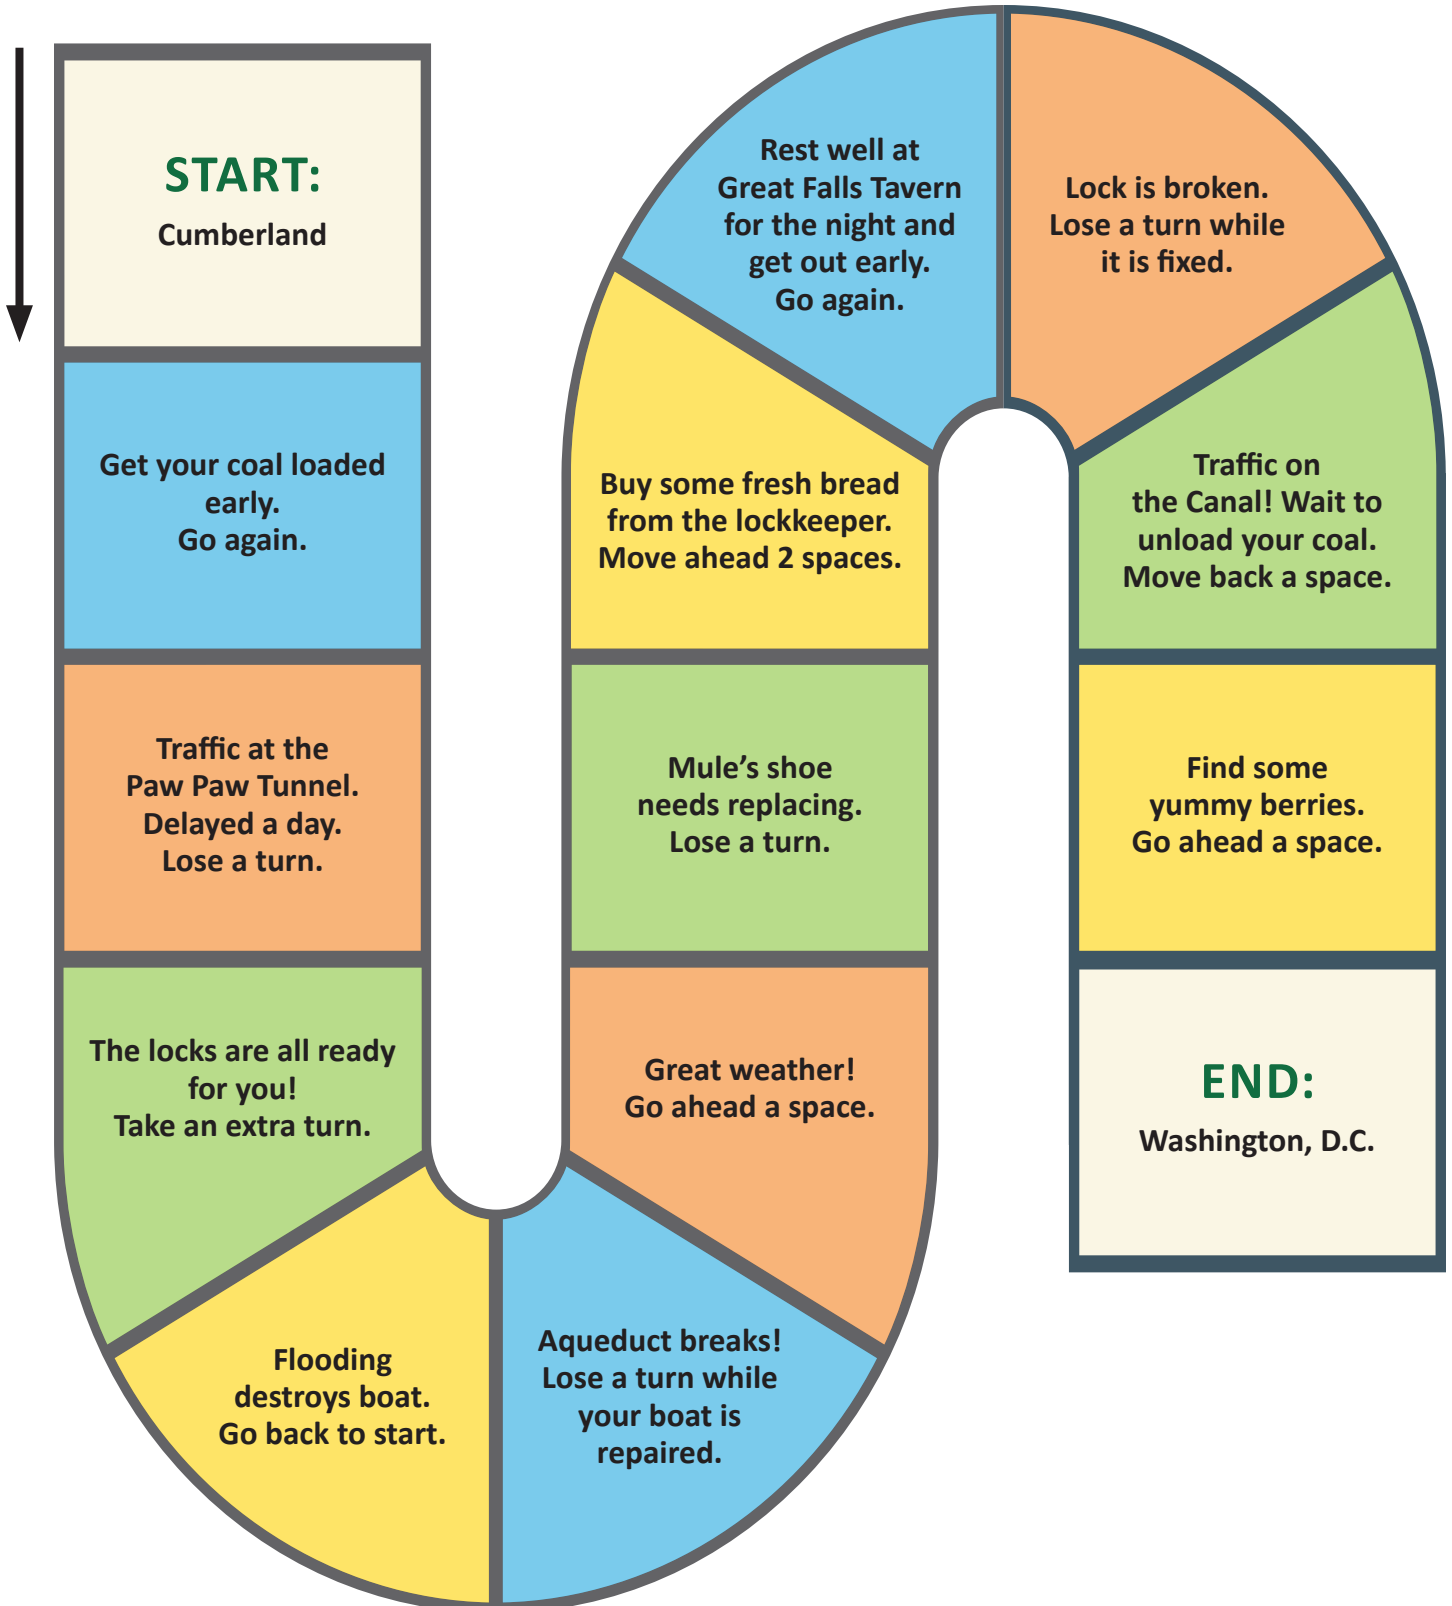 START:
Cumberland
Get your coal loaded
early.
Go again.
Traffic at the
Paw Paw Tunnel.
Delayed a day.
Lose a turn.
The locks are all ready
for you!
Take an extra turn.
Flooding
destroys boat.
Go back to start.
Aqueduct breaks!
Lose a turn while
your boat is
repaired.
Great weather!
Go ahead a space.
Mule’s shoe
needs replacing.
Lose a turn.
Buy some fresh bread
from the lockkeeper.
Move ahead 2 spaces.
Rest well at
Great Falls Tavern
for the night and
get out early.
Go again.
Lock is broken.
Lose a turn while
it is fixed.
Traffic on
the Canal! Wait to
unload your coal.
Move back a space.
Find some
yummy berries.
Go ahead a space.
END:
Washington, D.C.